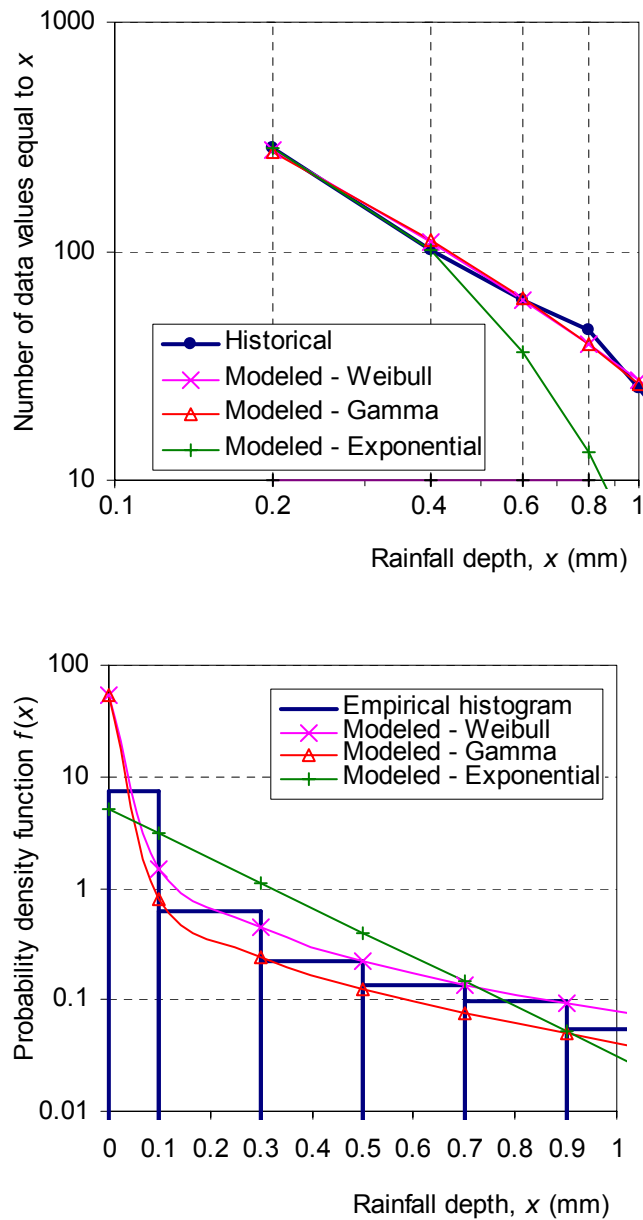 1000
100
10
Number of data values equal to x
Historical
Modeled - Weibull
Modeled - Gamma
Modeled - Exponential
0.1 0.2 0.4 0.6 0.8 1
Rainfall depth, x (mm)
100
10
1
0.1
0.01
Probability density function f(x)
Empirical histogram
Modeled - Weibull
Modeled - Gamma
Modeled - Exponential
0 0.1 0.2 0.3 0.4 0.5 0.6 0.7 0.8 0.9 1
Rainfall depth, x (mm)